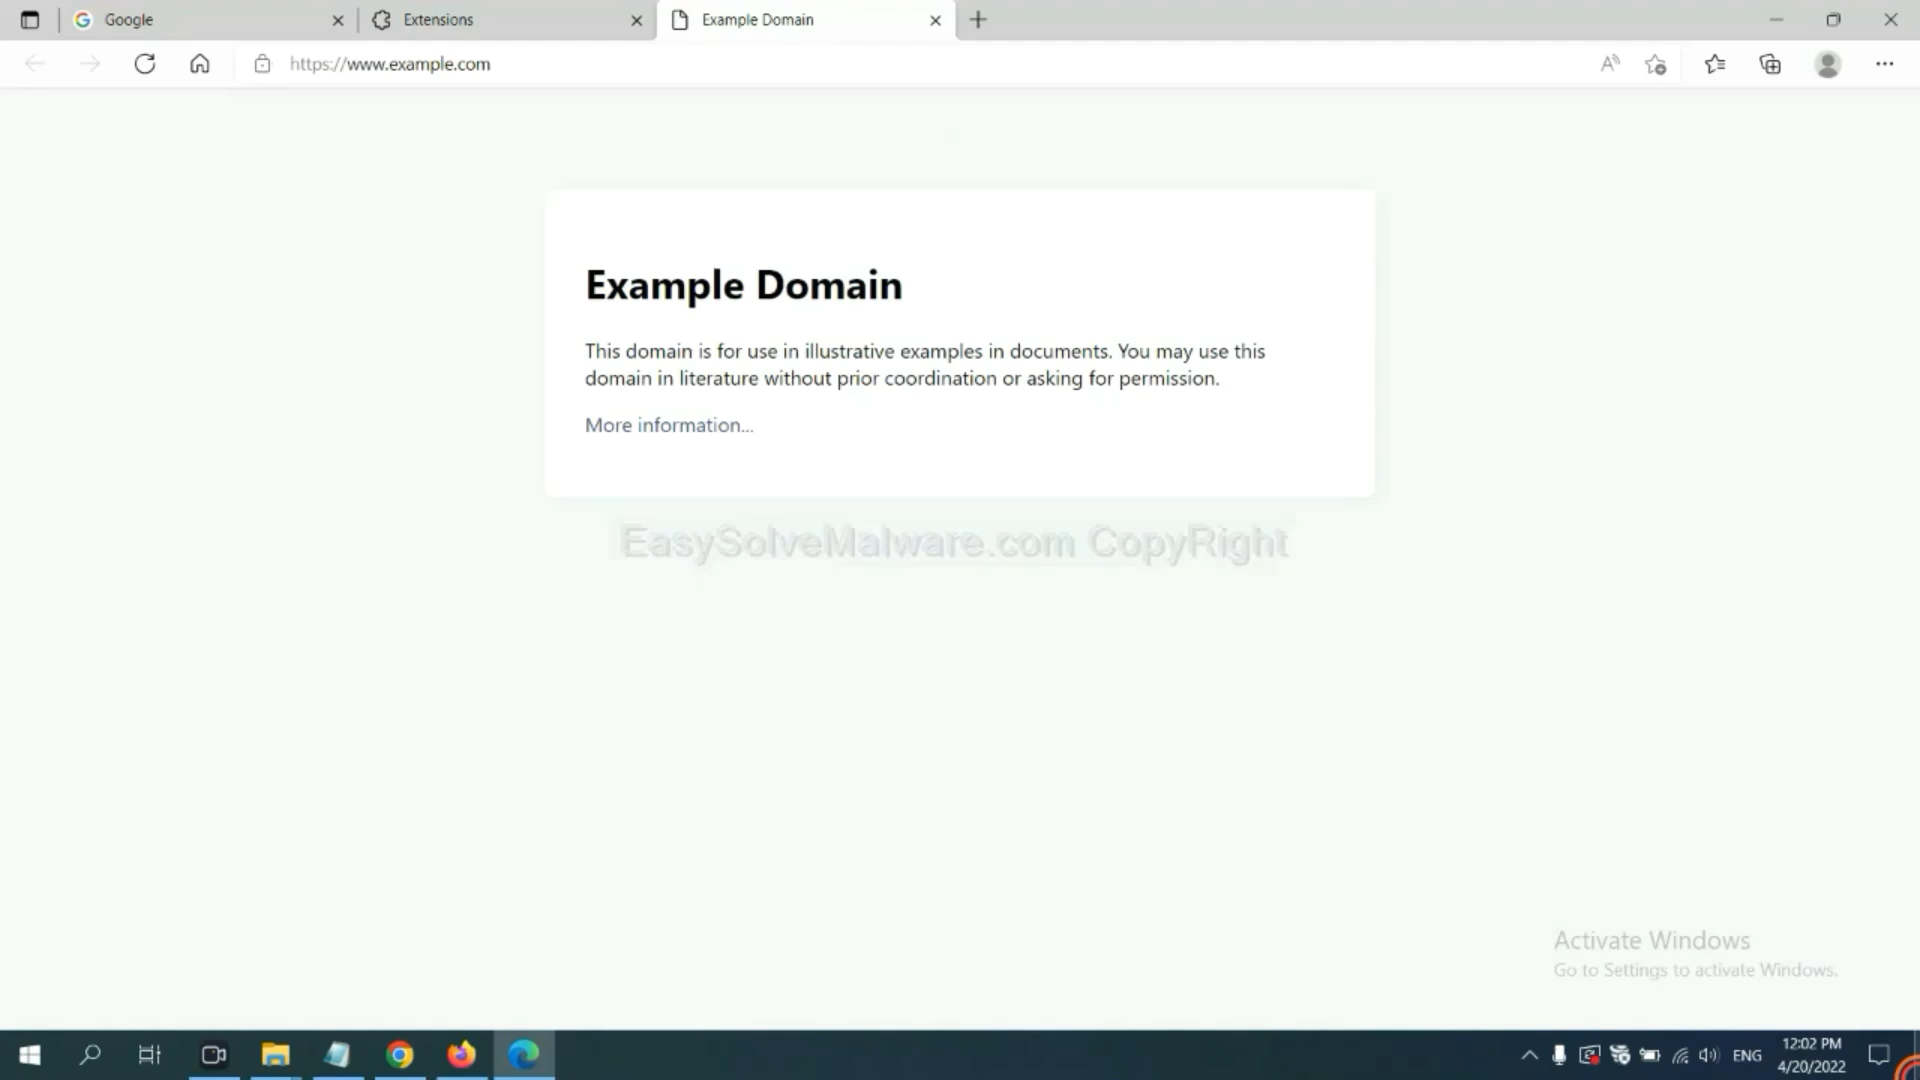 Google
Extensions
Example Domain
https://www.example.com
Example Domain
This domain is for use in illustrative examples in documents. You may use this
domain in literature without prior coordination or asking for permission.
More information...
EasySolveMalware.com CopyRight
Activate Windows
Go to Settings to activate Windows.
ENG
12:02 PM
4/20/2022